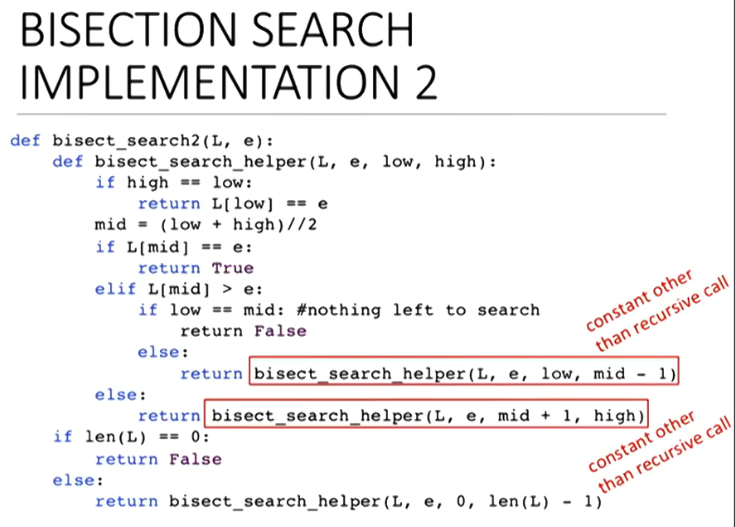 BISECTION SEARCH
IMPLEMENTATION 2
def bisect_search2(L, e):
    def bisect_search_helper(L, e, low, high):
        if high == low:
            return L[low] == e
        mid = (low + high)//2
        if L[mid] == e:
            return True
        elif L[mid] > e:
            if low == mid: #nothing left to search
                return False
            else:
                return bisect_search_helper(L, e, low, mid - 1)
        else:
            return bisect_search_helper(L, e, mid + 1, high)
    if len(L) == 0:
        return False
    else:
        return bisect_search_helper(L, e, 0, len(L) - 1)
constant other
than recursive call
constant other
than recursive call